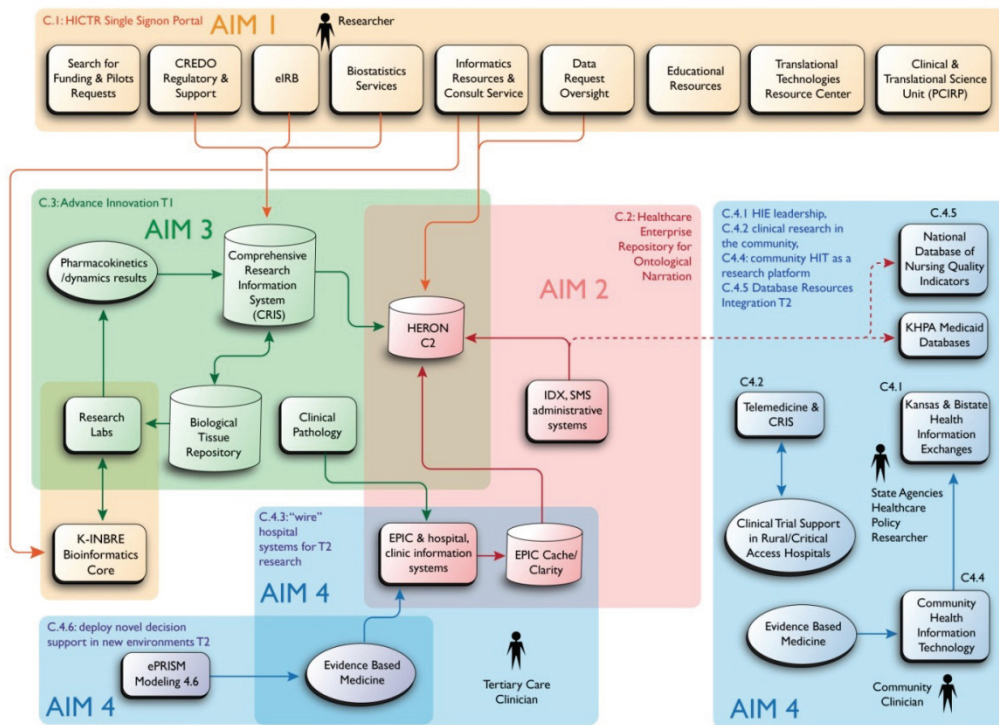 C.1: HICTR Single Signon Portal
AIM 1
Researcher
Search for
Funding & Pilots
Requests
CREDO
Regulatory &
Support
eIRB
Biostatistics
Services
Informatics
Resources &
Consult Service
Data
Request
Oversight
Educational
Resources
Translational
Technologies
Resource Center
Clinical &
Translational Science
Unit (PCIRP)
C.3: Advance Innovation T1
AIM 3
Pharmacokinetics
/dynamics results
Comprehensive
Research
Information
System
(CRIS)
Research
Labs
Biological
Tissue
Repository
Clinical
Pathology
K-INBRE
Bioinformatics
Core
C.2: Healthcare
Enterprise
Repository for
Ontological
Narration
AIM 2
HERON
C2
IDX, SMS
administrative
systems
C.4.3: "wire"
hospital
systems for T2
research
AIM 4
EPIC & hospital,
clinic information
systems
EPIC Cache/
Clarity
C.4.6: deploy novel decision
support in new environments T2
ePRISM
Modeling 4.6
AIM 4
Evidence Based
Medicine
Tertiary Care
Clinician
C.4.1 HIE leadership,
C.4.2 clinical research
in the community,
C4.4: community HIT as a
research platform
C.4.5 Database Resources
Integration T2
C.4.5
National
Database of
Nursing Quality
Indicators
KHPA Medicaid
Databases
C4.2
Telemedicine &
CRIS
C4.1
Kansas & Bistate
Health
Information
Exchanges
State Agencies
Healthcare
Policy
Researcher
Clinical Trial Support
in Rural/Critical
Access Hospitals
C.4.4
Evidence Based
Medicine
Community
Health
Information
Technology
Community
Clinician
AIM 4